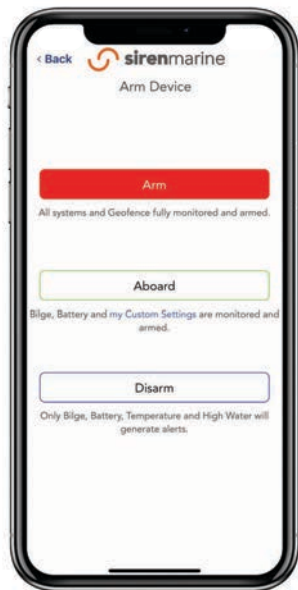 < Back sirenmarine
Arm Device
Arm
All systems and Geofence fully monitored and armed.
Aboard
Bilge, Battery and my Custom Settings are monitored and
armed.
Disarm
Only Bilge, Battery, Temperature and High Water will
generate alerts.